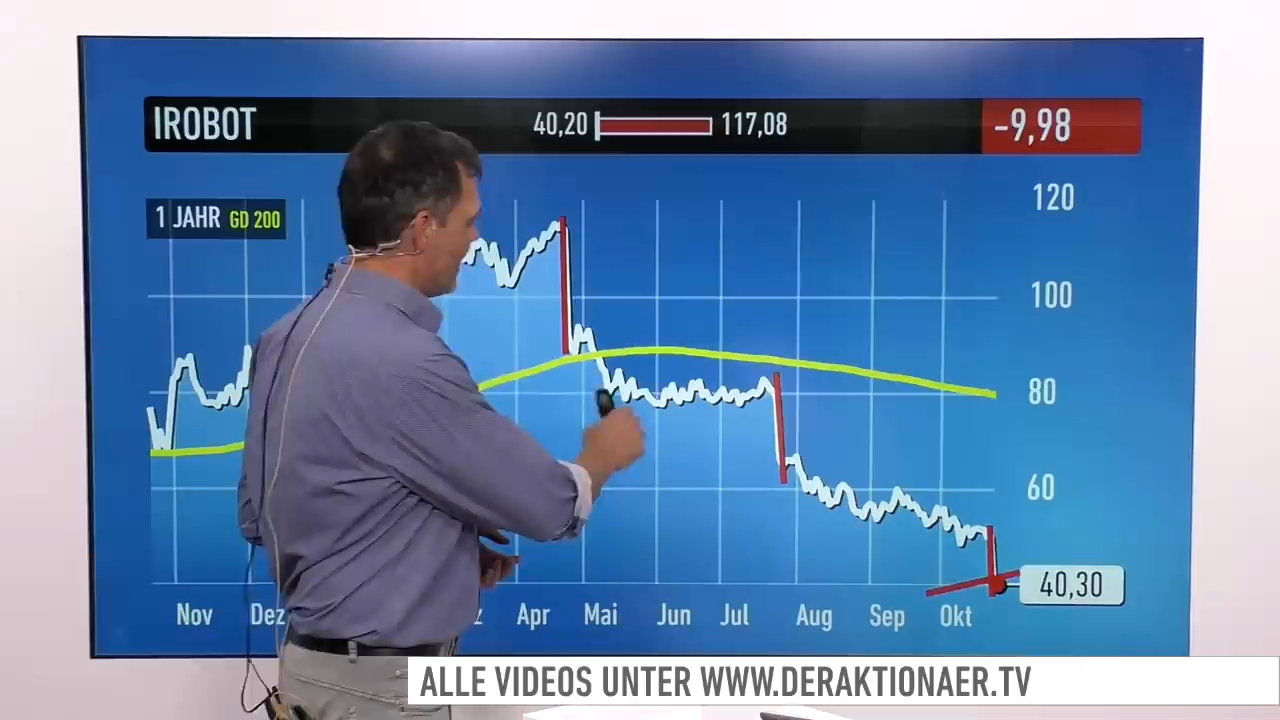 IROBOT 40,20 117,08 -9,98
1 JAHR GD 200
120
100
80
60
40,30
Nov Dez Apr Mai Jun Jul Aug Sep Okt
ALLE VIDEOS UNTER WWW.DERAKTIONAER.TV